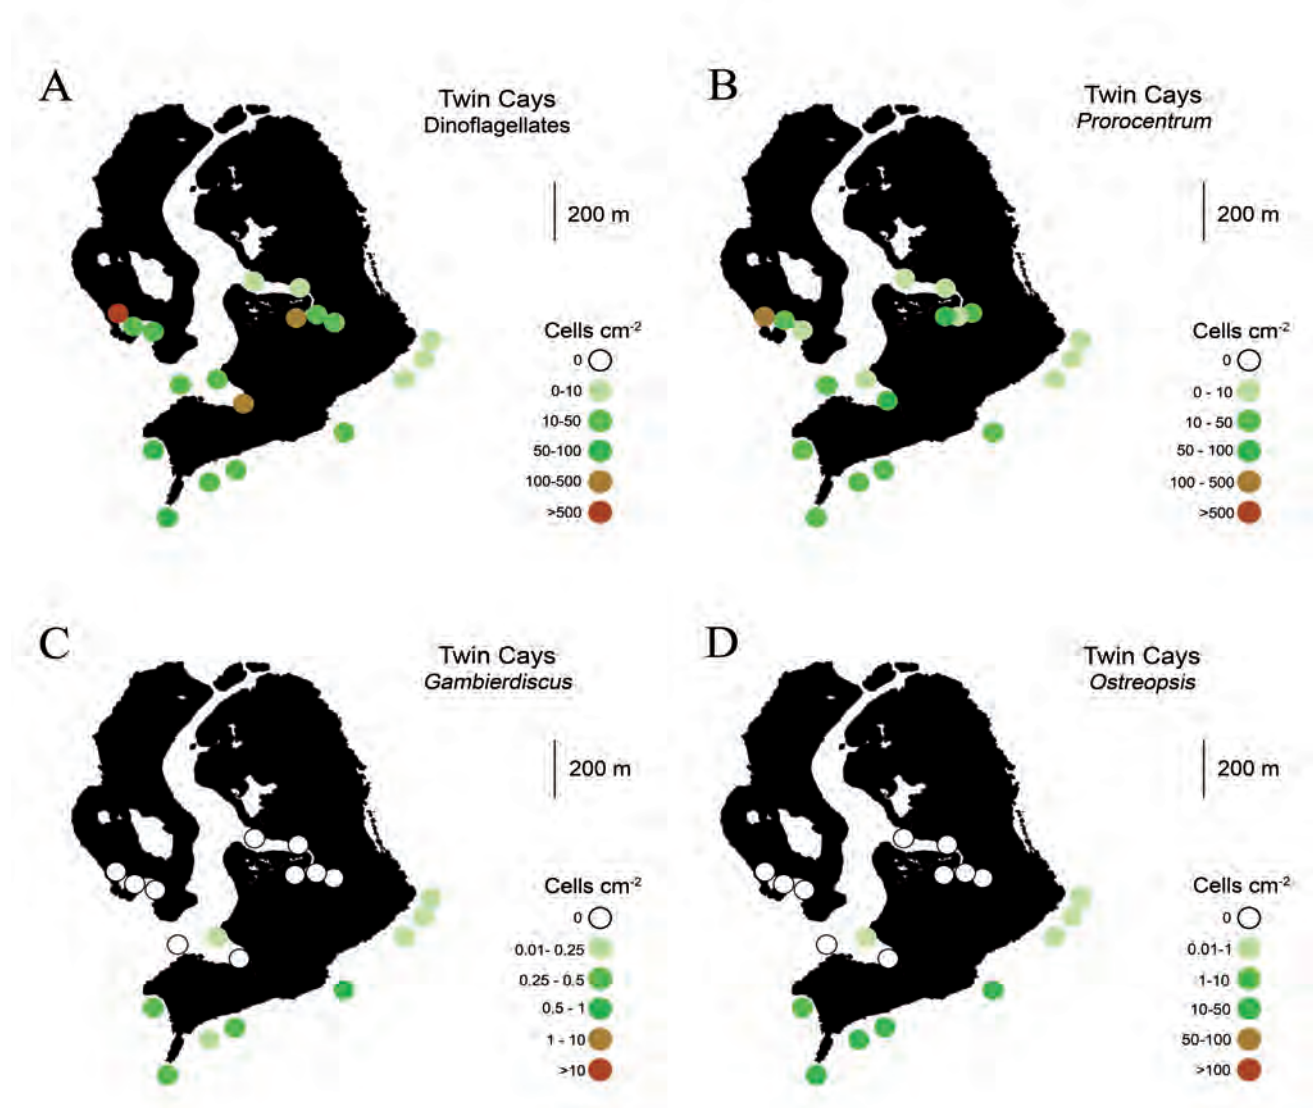 A
Twin Cays
Dinoflagellates
200 m
Cells cm-2
0
0-10
10-50
50-100
100-500
>500
B
Twin Cays
Prorocentrum
200 m
Cells cm-2
0
0 - 10
10 - 50
50 - 100
100 - 500
>500
C
Twin Cays
Gambierdiscus
200 m
Cells cm-2
0
0.01- 0.25
0.25 - 0.5
0.5 - 1
1 - 10
>10
D
Twin Cays
Ostreopsis
200 m
Cells cm-2
0
0.01-1
1-10
10-50
50-100
>100